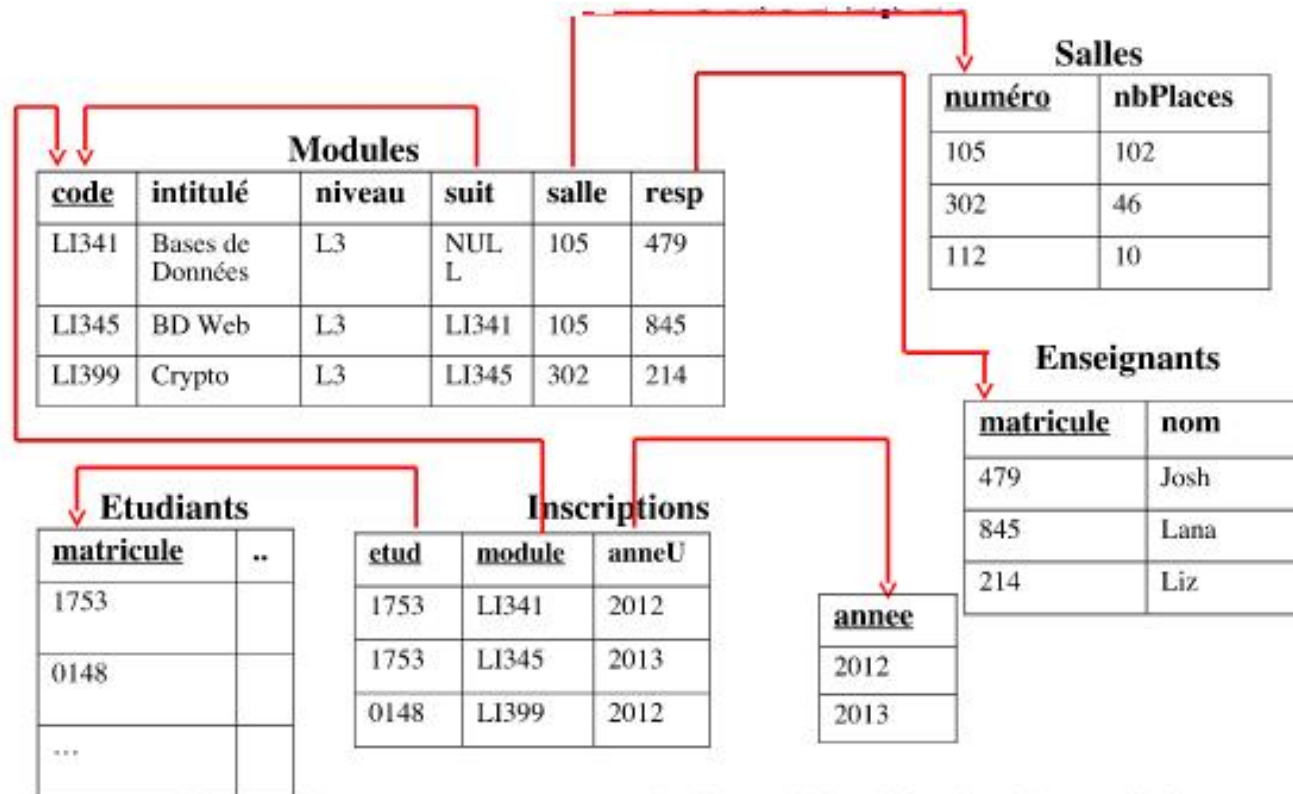 Salles
numéro nbPlaces
105 102
302 46
112 10
Modules
code intitulé niveau suit salle resp
LI341 Bases de Données L3 NULL 105 479
LI345 BD Web L3 LI341 105 845
LI399 Crypto L3 LI345 302 214
Enseignants
matricule nom
479 Josh
845 Lana
214 Liz
Etudiants
matricule ..
1753
0148
...
Inscriptions
etud module anneU
1753 LI341 2012
1753 LI345 2013
0148 LI399 2012
annee
2012
2013